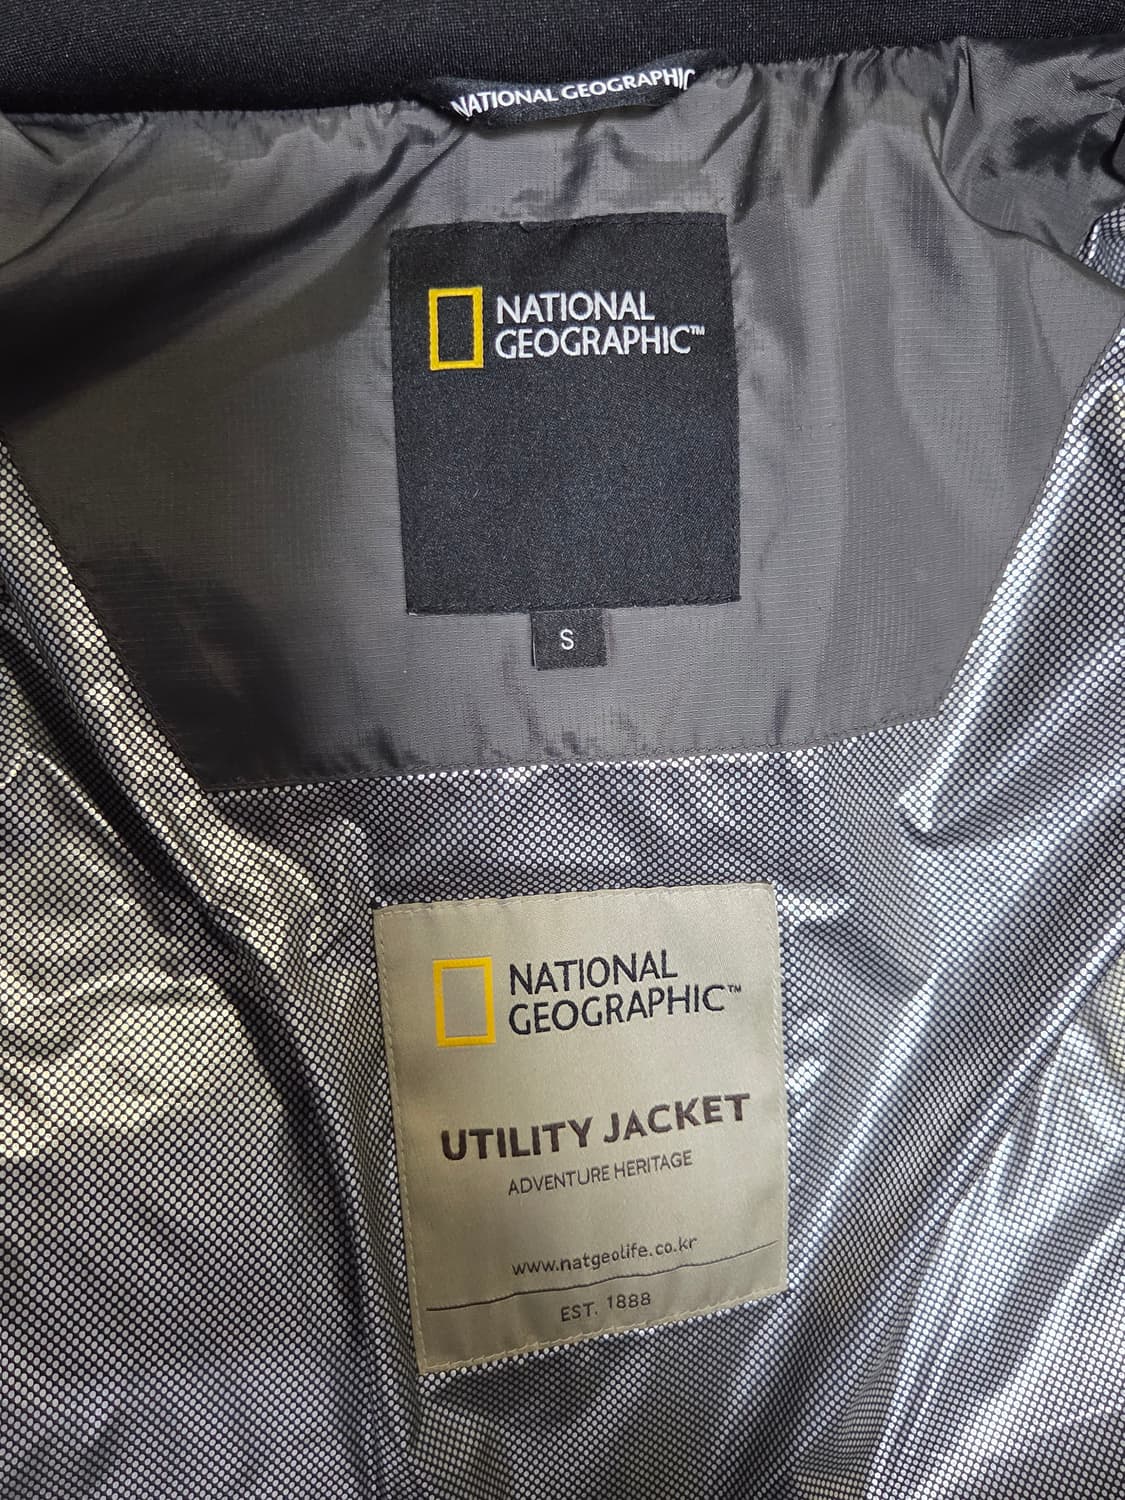 NATIONAL GEOGRAPHIC
NATIONAL
GEOGRAPHIC™
S
NATIONAL
GEOGRAPHIC™
UTILITY JACKET
ADVENTURE HERITAGE
www.natgeolife.co.kr
EST. 1888